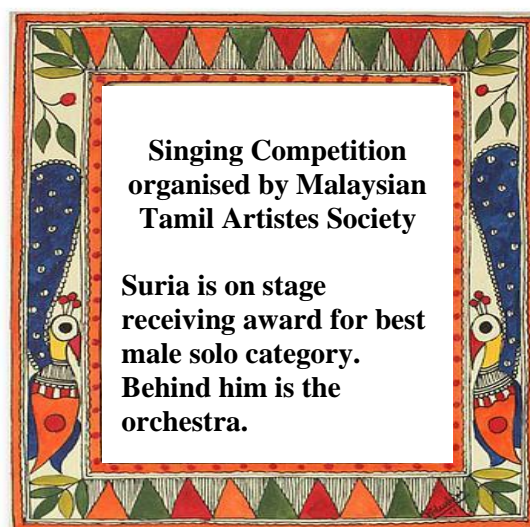 Singing Competition
organised by Malaysian
Tamil Artistes Society
Suria is on stage
receiving award for best
male solo category.
Behind him is the
orchestra.